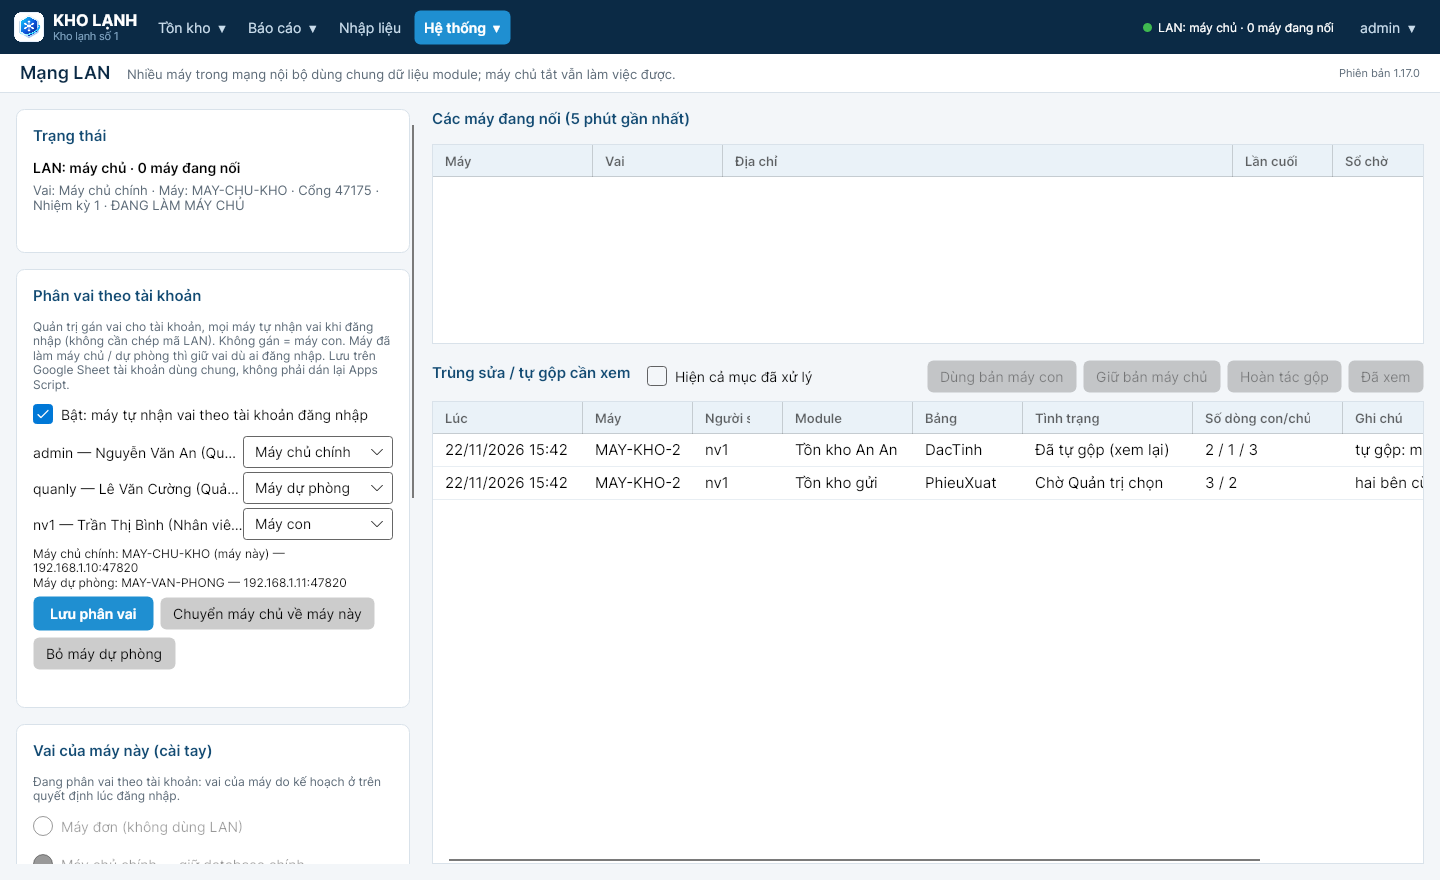 KHO LẠNH
Kho lạnh số 1
Tồn kho ▾
Báo cáo ▾
Nhập liệu
Hệ thống ▾
LAN: máy chủ · 0 máy đang nối
admin ▾
Mạng LAN
Nhiều máy trong mạng nội bộ dùng chung dữ liệu module; máy chủ tắt vẫn làm việc được.
Phiên bản 1.17.0
Trạng thái
LAN: máy chủ · 0 máy đang nối
Vai: Máy chủ chính · Máy: MAY-CHU-KHO · Cổng 47175 ·
Nhiệm kỳ 1 · ĐANG LÀM MÁY CHỦ
Phân vai theo tài khoản
Quản trị gán vai cho tài khoản, mọi máy tự nhận vai khi đăng
nhập (không cần chép mã LAN). Không gán = máy con. Máy đã
làm máy chủ / dự phòng thì giữ vai dù ai đăng nhập. Lưu trên
Google Sheet tài khoản dùng chung, không phải dán lại Apps
Script.
Bật: máy tự nhận vai theo tài khoản đăng nhập
admin — Nguyễn Văn An (Qu... Máy chủ chính
quanly — Lê Văn Cường (Quả... Máy dự phòng
nv1 — Trần Thị Bình (Nhân viê... Máy con
Máy chủ chính: MAY-CHU-KHO (máy này) —
192.168.1.10:47820
Máy dự phòng: MAY-VAN-PHONG — 192.168.1.11:47820
Lưu phân vai
Chuyển máy chủ về máy này
Bỏ máy dự phòng
Vai của máy này (cài tay)
Đang phân vai theo tài khoản: vai của máy do kế hoạch ở trên
quyết định lúc đăng nhập.
Máy đơn (không dùng LAN)
Các máy đang nối (5 phút gần nhất)
Máy Vai Địa chỉ Lần cuối Sổ chờ
Trùng sửa / tự gộp cần xem
Hiện cả mục đã xử lý
Dùng bản máy con
Giữ bản máy chủ
Hoàn tác gộp
Đã xem
Lúc Máy Người s Module Bảng Tình trạng Số dòng con/chủ Ghi chú
22/11/2026 15:42 MAY-KHO-2 nv1 Tồn kho An An DacTinh Đã tự gộp (xem lại) 2 / 1 / 3 tự gộp: m
22/11/2026 15:42 MAY-KHO-2 nv1 Tồn kho gửi PhieuXuat Chờ Quản trị chọn 3 / 2 hai bên